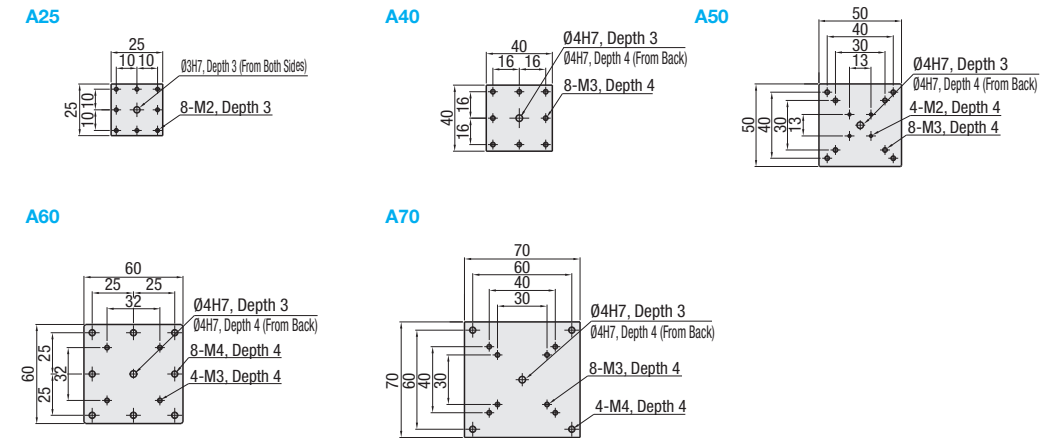 A25
25
10 10
25
10
10
Ø3H7, Depth 3 (From Both Sides)
8-M2, Depth 3
A40
40
16 16
40
16
16
Ø4H7, Depth 3
Ø4H7, Depth 4 (From Back)
8-M3, Depth 4
A50
50
40
30
13
50
40
30
13
Ø4H7, Depth 3
Ø4H7, Depth 4 (From Back)
4-M2, Depth 4
8-M3, Depth 4
A60
60
25 25
32
60
25
25
32
Ø4H7, Depth 3
Ø4H7, Depth 4 (From Back)
8-M4, Depth 4
4-M3, Depth 4
A70
70
60
40
30
70
60
40
30
Ø4H7, Depth 3
Ø4H7, Depth 4 (From Back)
8-M3, Depth 4
4-M4, Depth 4